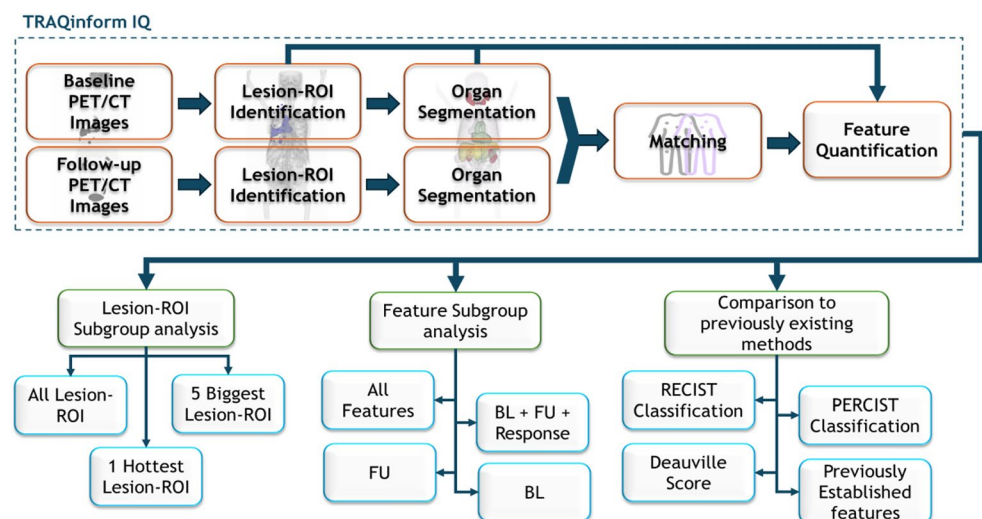 TRAQinform IQ
Baseline
PET/CT
Images
Lesion-ROI
Identification
Organ
Segmentation
Follow-up
PET/CT
Images
Lesion-ROI
Identification
Organ
Segmentation
Matching
Feature
Quantification
Lesion-ROI
Subgroup analysis
All Lesion-
ROI
5 Biggest
Lesion-ROI
1 Hottest
Lesion-ROI
Feature Subgroup
analysis
All
Features
BL + FU +
Response
FU
BL
Comparison to
previously existing
methods
RECIST
Classification
PERCIST
Classification
Deauville
Score
Previously
Established
features